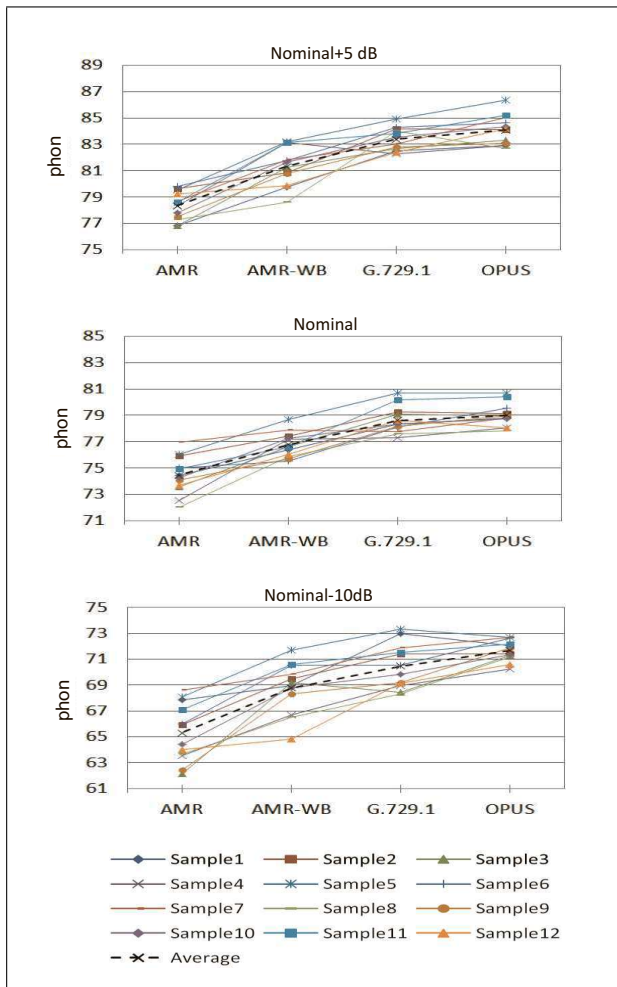 Nominal+5 dB
89
87
85
83
81
79
77
75
phon
AMR AMR-WB G.729.1 OPUS
Nominal
85
83
81
79
77
75
73
71
phon
AMR AMR-WB G.729.1 OPUS
Nominal-10dB
75
73
71
69
67
65
63
61
phon
AMR AMR-WB G.729.1 OPUS
Sample1 Sample2 Sample3
Sample4 Sample5 Sample6
Sample7 Sample8 Sample9
Sample10 Sample11 Sample12
Average